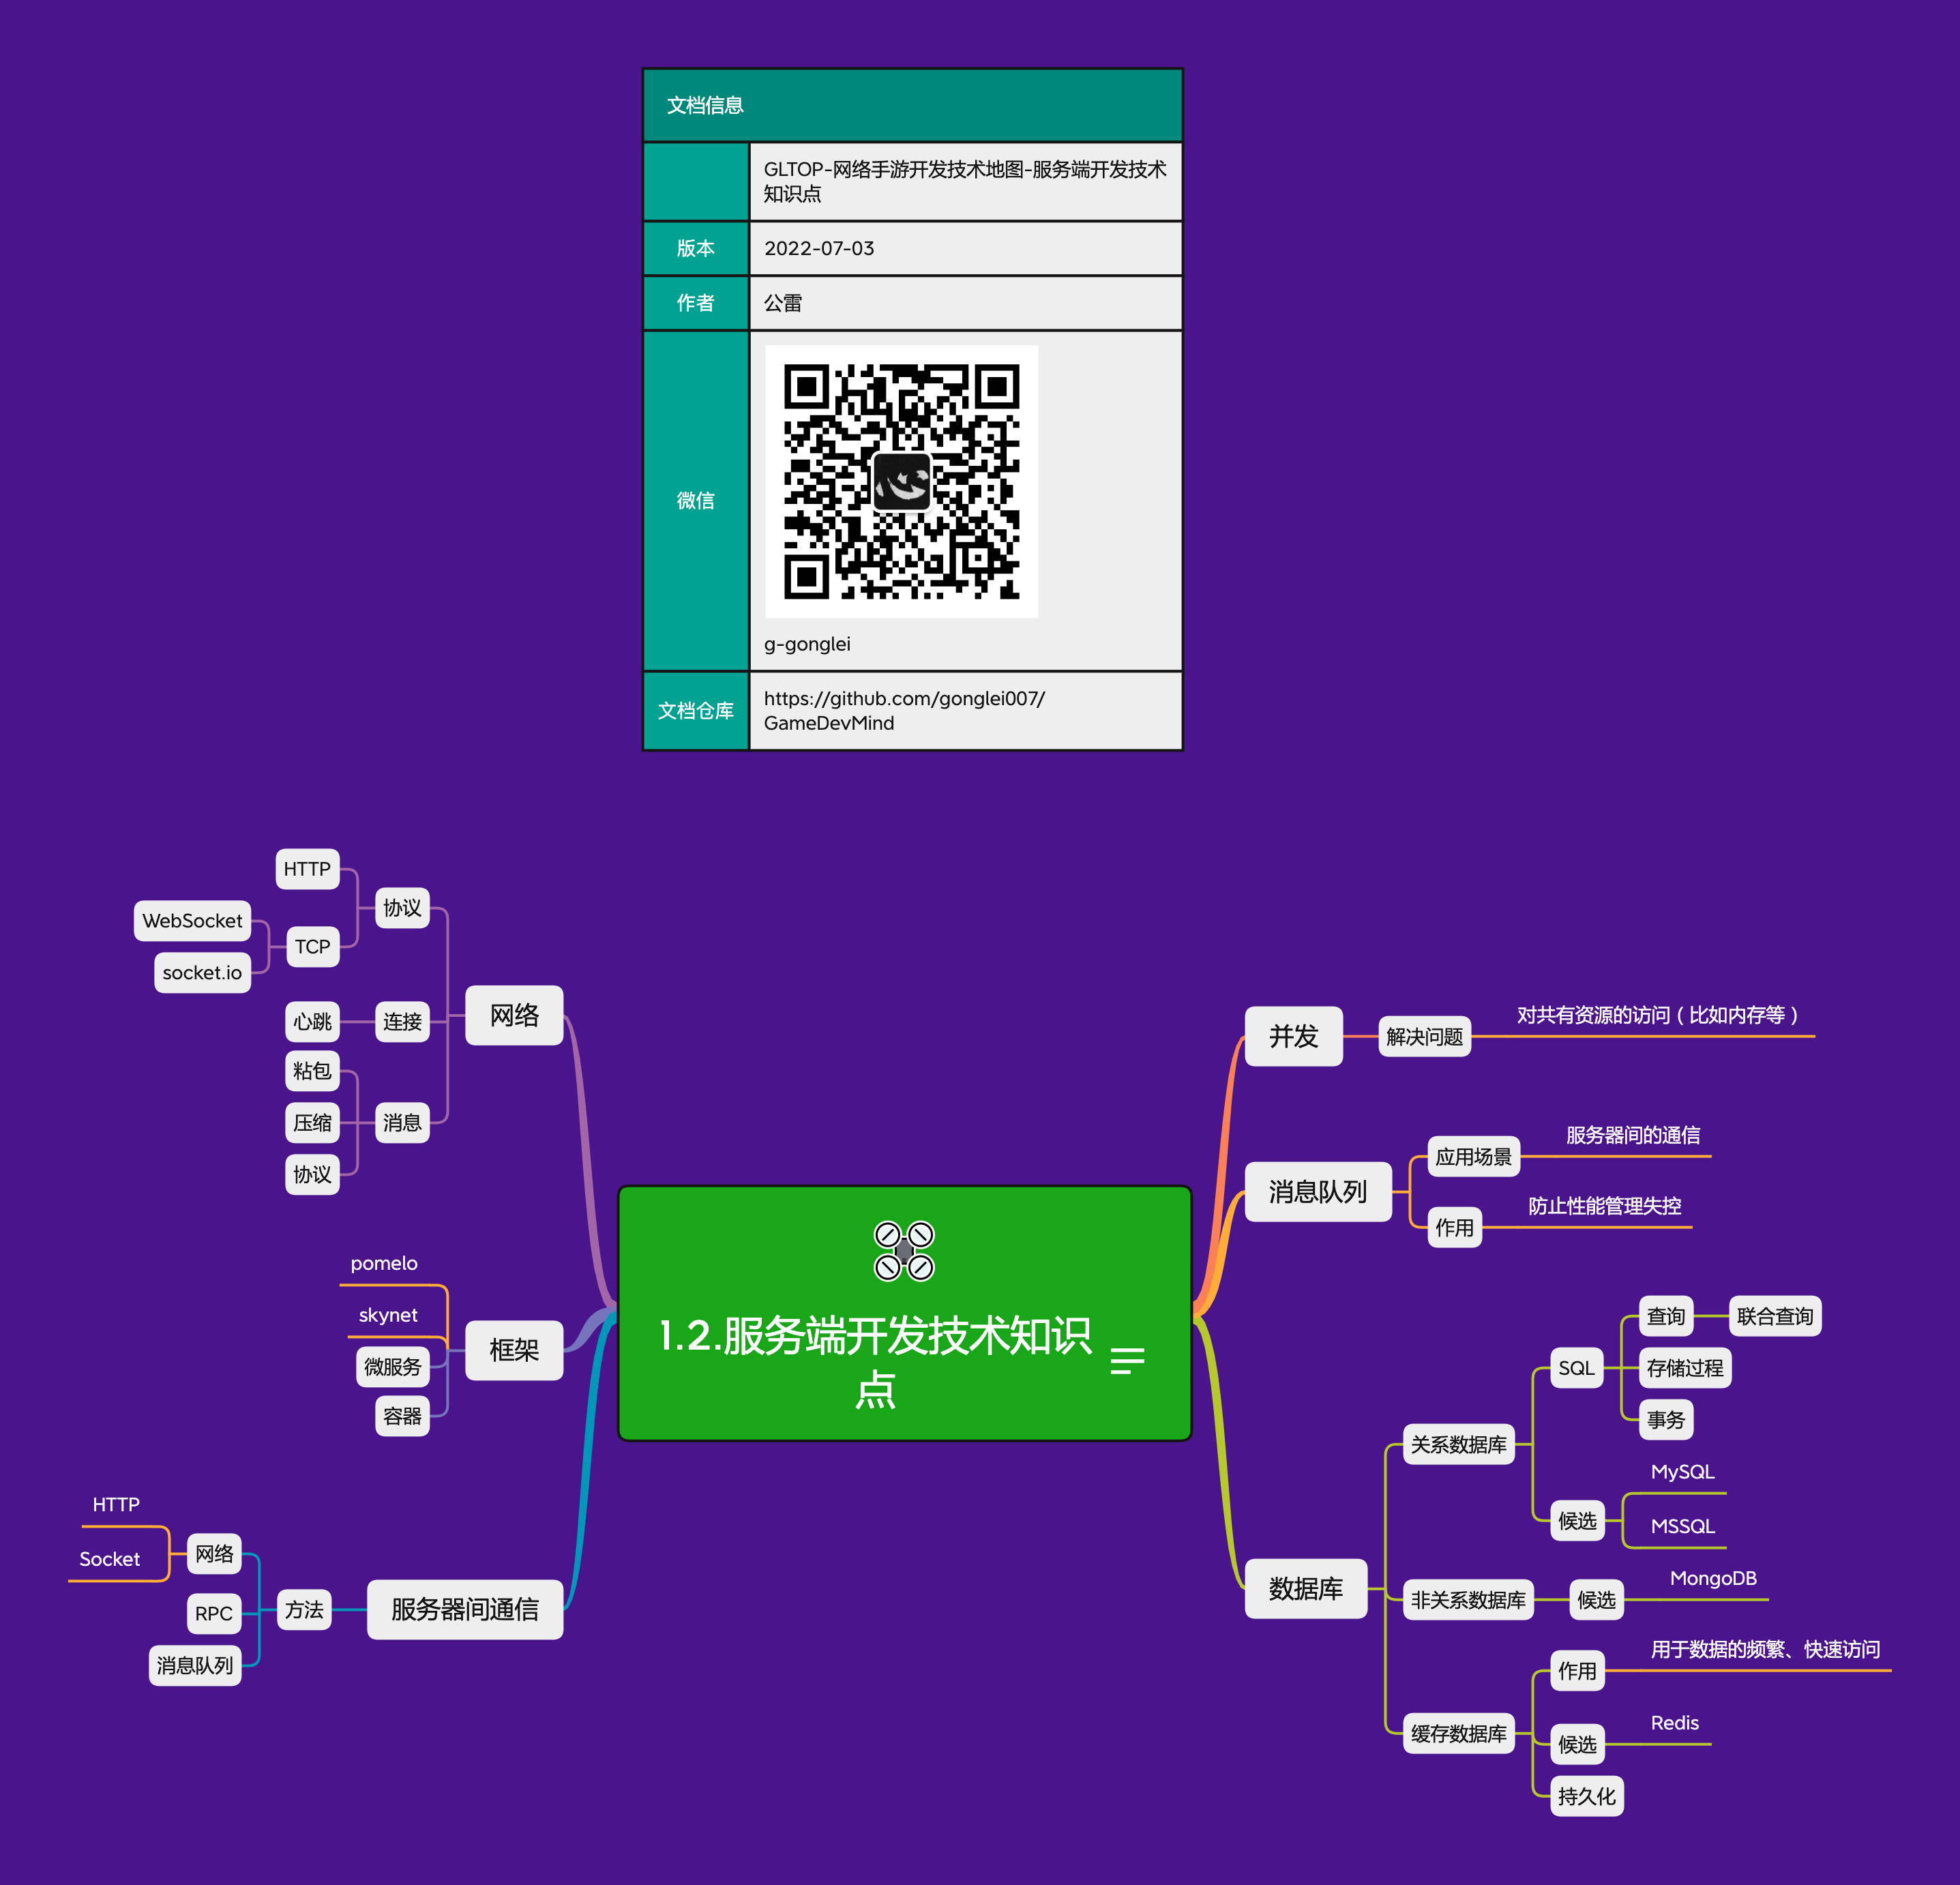 文档信息
GLTOP-网络手游开发技术地图-服务端开发技术
知识点
版本
2022-07-03
作者
公雷
微信
g-gonglei
文档仓库
https://github.com/gonglei007/
GameDevMind
1.2.服务端开发技术知识
点
网络
协议
HTTP
TCP
WebSocket
socket.io
连接
心跳
消息
粘包
压缩
协议
框架
pomelo
skynet
微服务
容器
服务器间通信
方法
网络
HTTP
Socket
RPC
消息队列
并发
解决问题
对共有资源的访问（比如内存等）
消息队列
应用场景
服务器间的通信
作用
防止性能管理失控
数据库
关系数据库
SQL
查询
联合查询
存储过程
事务
候选
MySQL
MSSQL
非关系数据库
候选
MongoDB
缓存数据库
作用
用于数据的频繁、快速访问
候选
Redis
持久化